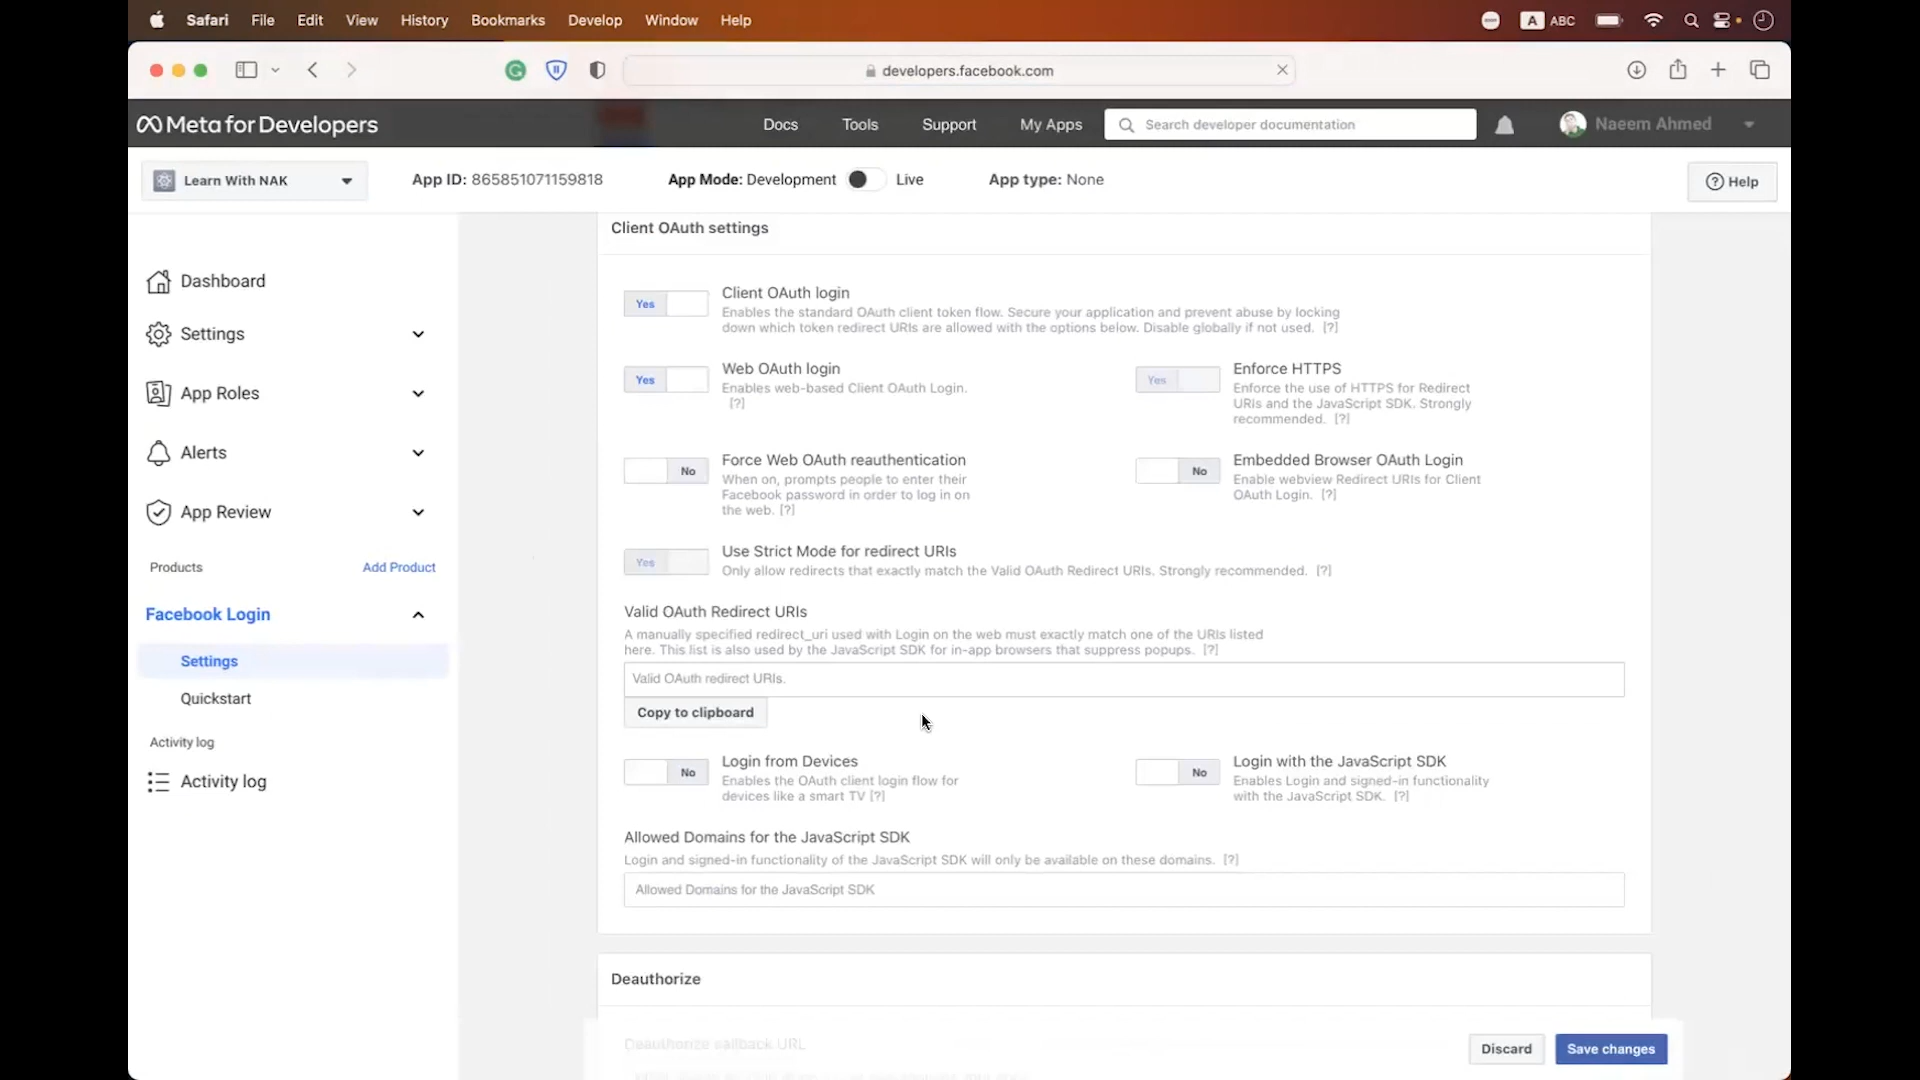 Safari File Edit View History Bookmarks Develop Window Help A ABC
developers.facebook.com
Meta for Developers Docs Tools Support My Apps Search developer documentation Naeem Ahmed
Learn With NAK App ID: 865851071159818 App Mode: Development Live App type: None Help
Client OAuth settings
Dashboard
Settings
App Roles
Alerts
App Review
Products Add Product
Facebook Login
Settings
Quickstart
Activity log
Activity log
Yes Client OAuth login
Enables the standard OAuth client token flow. Secure your application and prevent abuse by locking
down which token redirect URIs are allowed with the options below. Disable globally if not used. [?]
Yes Web OAuth login
Enables web-based Client OAuth Login.
[?]
Yes Enforce HTTPS
Enforce the use of HTTPS for Redirect
URIs and the JavaScript SDK. Strongly
recommended. [?]
No Force Web OAuth reauthentication
When on, prompts people to enter their
Facebook password in order to log in on
the web. [?]
No Embedded Browser OAuth Login
Enable webview Redirect URIs for Client
OAuth Login. [?]
Yes Use Strict Mode for redirect URIs
Only allow redirects that exactly match the Valid OAuth Redirect URIs. Strongly recommended. [?]
Valid OAuth Redirect URIs
A manually specified redirect_uri used with Login on the web must exactly match one of the URIs listed
here. This list is also used by the JavaScript SDK for in-app browsers that suppress popups. [?]
Valid OAuth redirect URIs.
Copy to clipboard
No Login from Devices
Enables the OAuth client login flow for
devices like a smart TV [?]
No Login with the JavaScript SDK
Enables Login and signed-in functionality
with the JavaScript SDK. [?]
Allowed Domains for the JavaScript SDK
Login and signed-in functionality of the JavaScript SDK will only be available on these domains. [?]
Allowed Domains for the JavaScript SDK
Deauthorize
Deauthorize callback URL
Discard Save changes